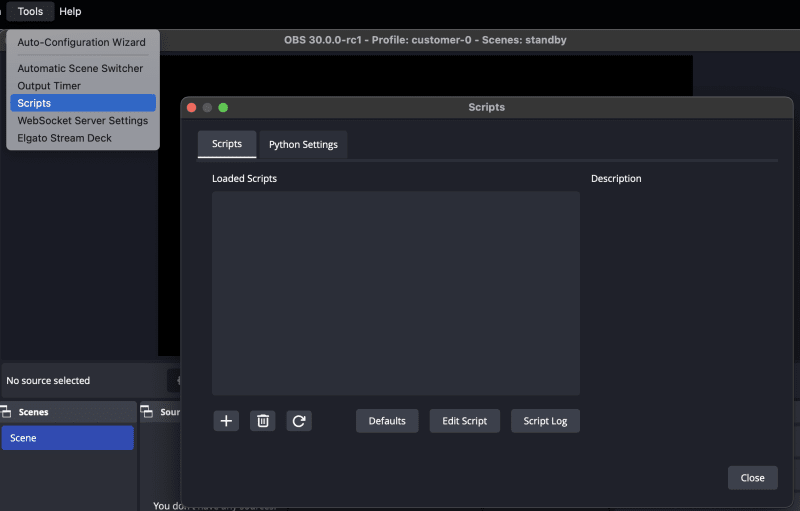 Tools Help
Auto-Configuration Wizard
OBS 30.0.0-rc1 - Profile: customer-0 - Scenes: standby
Automatic Scene Switcher
Output Timer
Scripts
WebSocket Server Settings
Elgato Stream Deck
Scripts
Scripts Python Settings
Loaded Scripts Description
No source selected
Scenes
Sour
Scene
Defaults Edit Script Script Log
Close
You don't have any sources.